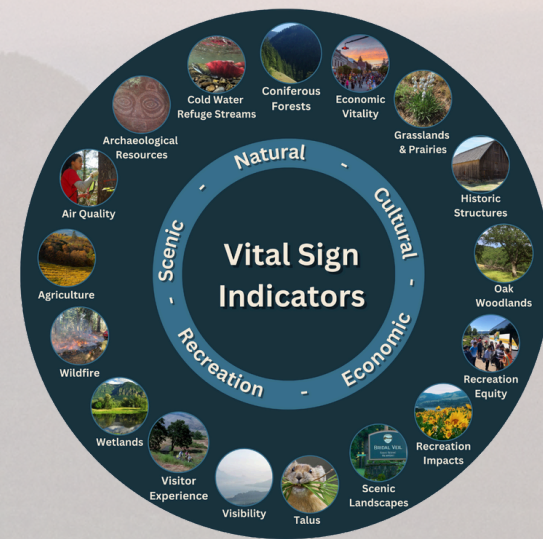 Vital Sign
Indicators
Natural
-
Cultural
-
Economic
-
Recreation
-
Scenic
-
Coniferous
Forests
Economic
Vitality
Grasslands
& Prairies
Historic
Structures
Oak
Woodlands
Recreation
Equity
Recreation
Impacts
Scenic
Landscapes
Talus
Visibility
Visitor
Experience
Wetlands
Wildfire
Agriculture
Air Quality
Archaeological
Resources
Cold Water
Refuge Streams